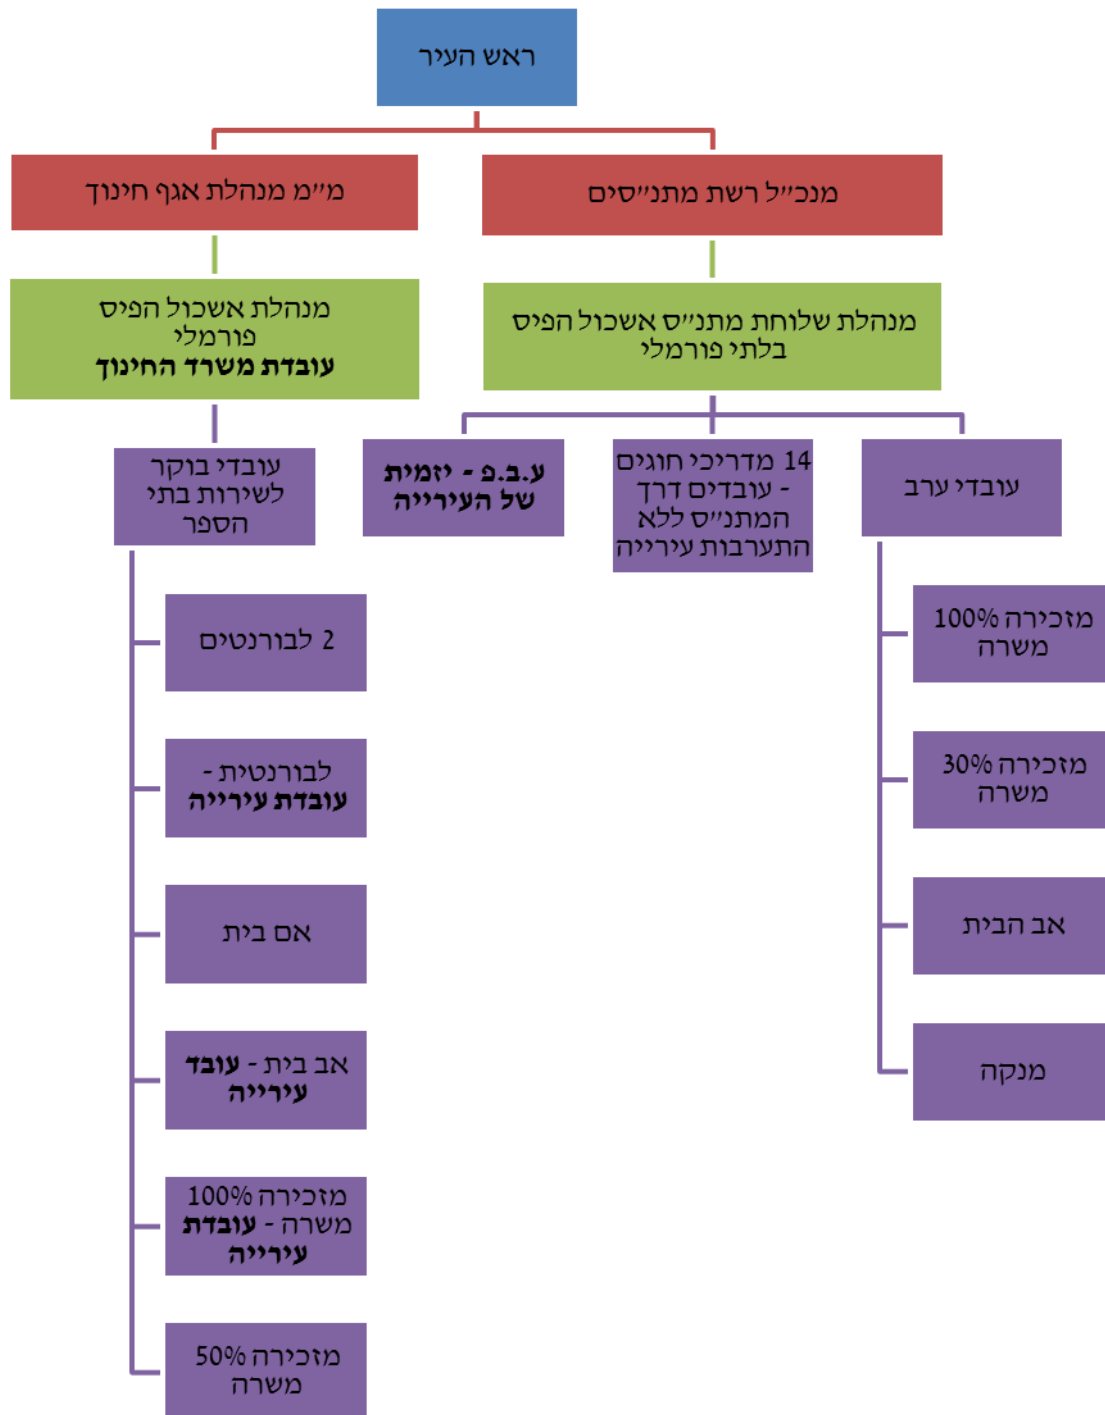 ראש העיר
מנכ"ל רשת מתנ"סים
מ"מ מנהלת אגף חינוך
מנהלת שלוחת מתנ"ס אשכול הפיס
בלתי פורמלי
מנהלת אשכול הפיס
פורמלי
עובדת משרד החינוך
עובדי ערב
14 מדריכי חוגים
- עובדים דרך
המתנ"ס ללא
התערבות עירייה
ע.ב.פ - יזמית
של העירייה
עובדי בוקר
לשירות בתי
הספר
מזכירה 100%
משרה
מזכירה 30%
משרה
אב הבית
מנקה
2 לבורנטים
לבורנטית -
עובדת עירייה
אם בית
אב בית - עובד
עירייה
מזכירה 100%
משרה - עובדת
עירייה
מזכירה 50%
משרה